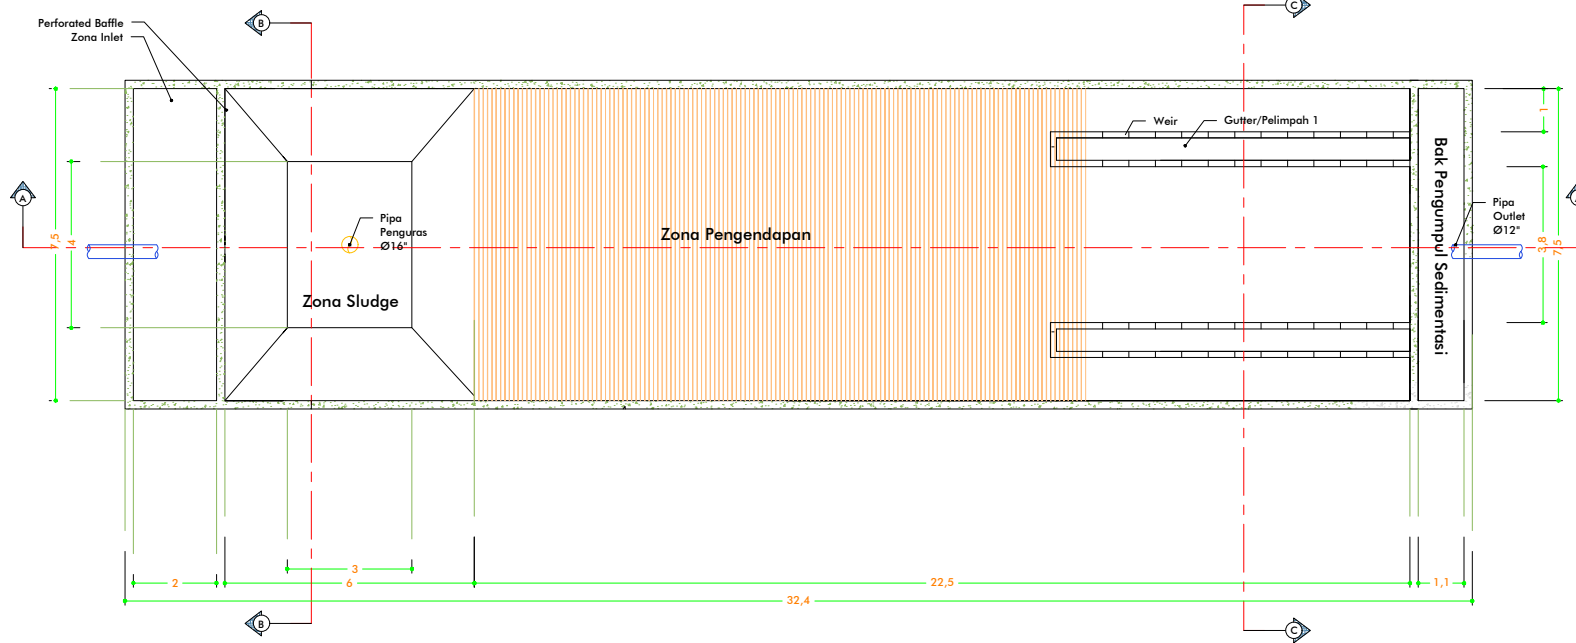 B
C
Perforated Baffle
Zona Inlet
Weir
Gutter/Pelimpah 1
1
A
Pipa
Penguras
Ø16"
Zona Pengendapan
Zona Sludge
Bak Pengumpul Sedimentasi
Pipa
Outlet
Ø12"
7,5
4
3,8
7,5
3
2
6
22,5
1,1
32,4
B
C